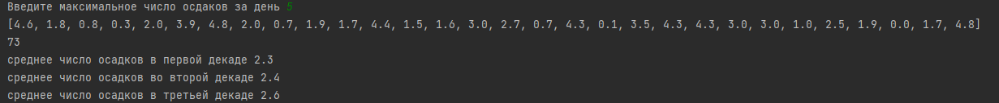 Введите максимальное число осдаков за день 5
[4.6, 1.8, 0.8, 0.3, 2.0, 3.9, 4.8, 2.0, 0.7, 1.9, 1.7, 4.4, 1.5, 1.6, 3.0, 2.7, 0.7, 4.3, 0.1, 3.5, 4.3, 4.3, 3.0, 3.0, 1.0, 2.5, 1.9, 0.0, 1.7, 4.8]
73
среднее число осадков в первой декаде 2.3
среднее число осадков во второй декаде 2.4
среднее число осадков в третьей декаде 2.6